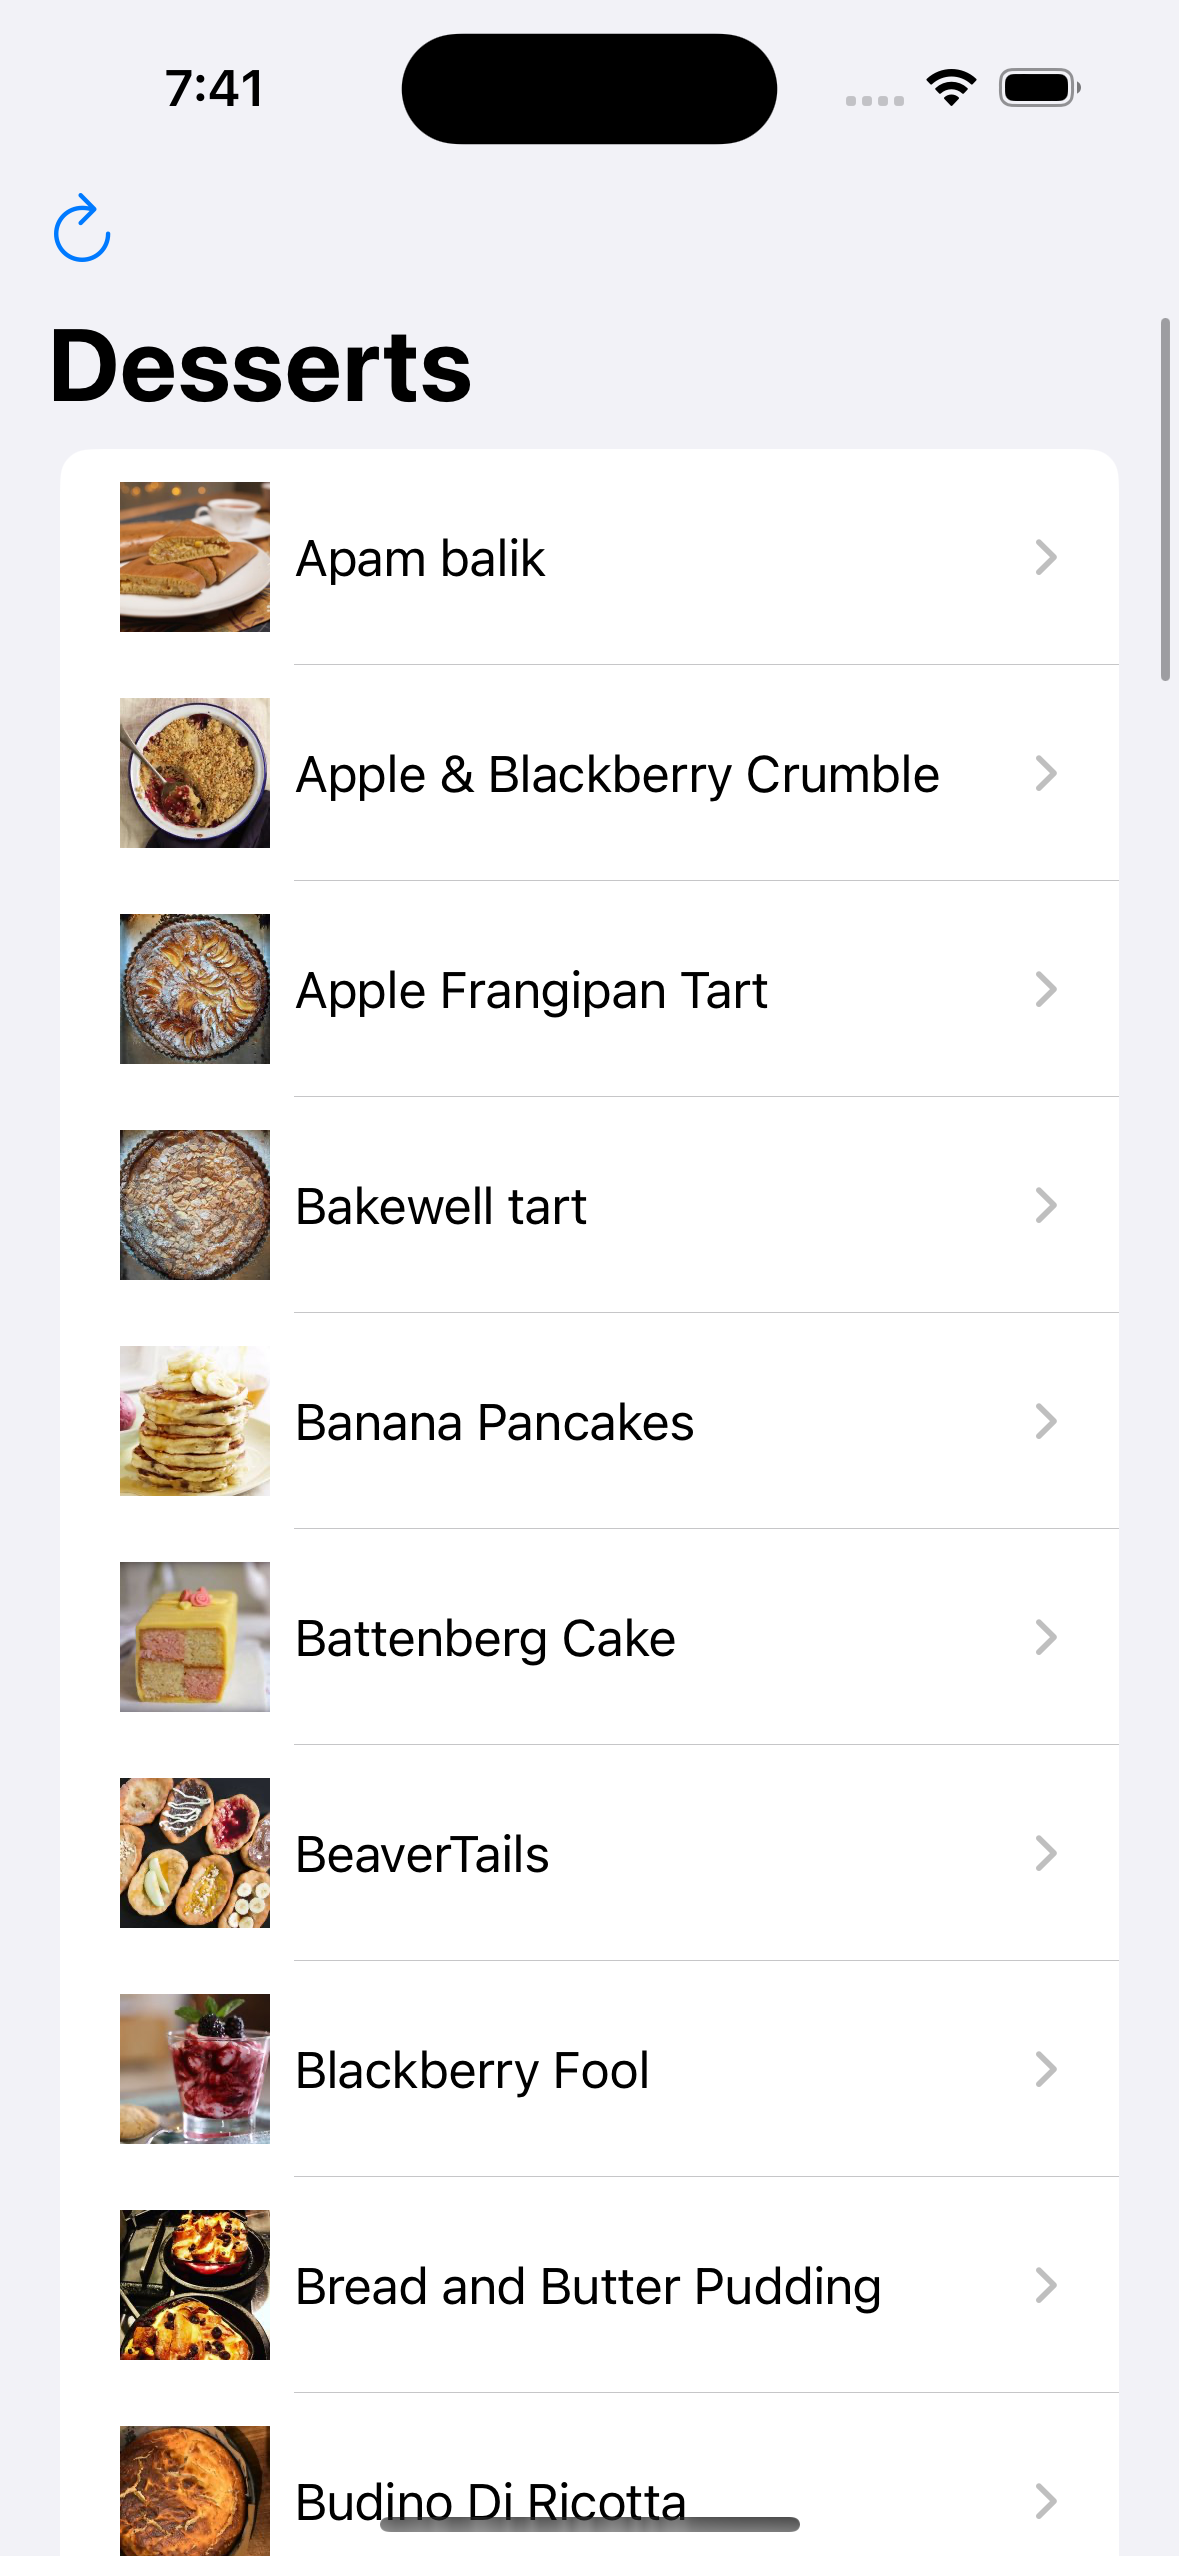 7:41
Desserts
Apam balik
Apple & Blackberry Crumble
Apple Frangipan Tart
Bakewell tart
Banana Pancakes
Battenberg Cake
BeaverTails
Blackberry Fool
Bread and Butter Pudding
Budino Di Ricotta